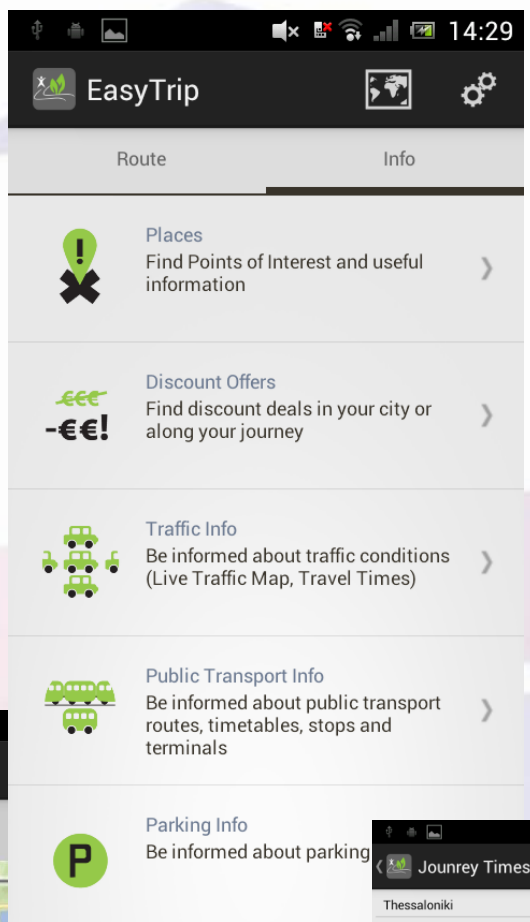 14:29
EasyTrip
Route Info
Places
Find Points of Interest and useful
information
€€€
-€€!
Discount Offers
Find discount deals in your city or
along your journey
Traffic Info
Be informed about traffic conditions
(Live Traffic Map, Travel Times)
Public Transport Info
Be informed about public transport
routes, timetables, stops and
terminals
P
Parking Info
Be informed about parking
Jounrey Times
Thessaloniki